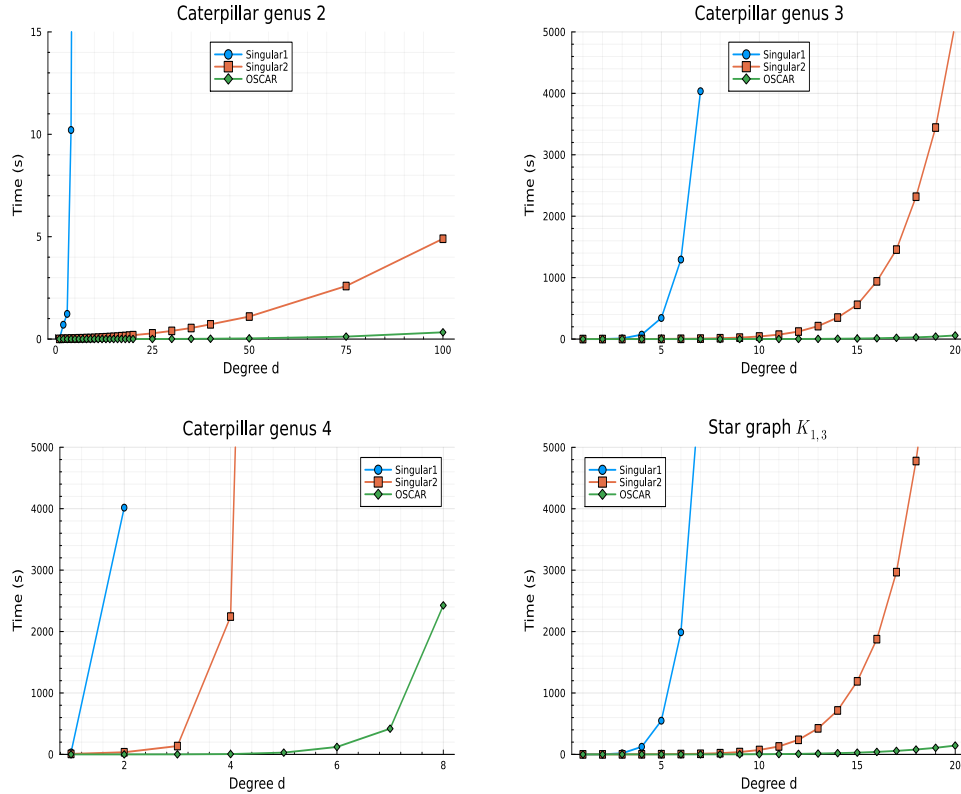 Caterpillar genus 2
Time (s)
15
10
5
0
Singular1
Singular2
OSCAR
0 25 50 75 100
Degree d
Caterpillar genus 3
Time (s)
5000
4000
3000
2000
1000
0
Singular1
Singular2
OSCAR
5 10 15 20
Degree d
Caterpillar genus 4
Time (s)
5000
4000
3000
2000
1000
0
Singular1
Singular2
OSCAR
2 4 6 8
Degree d
Star graph K1,3
Time (s)
5000
4000
3000
2000
1000
0
Singular1
Singular2
OSCAR
5 10 15 20
Degree d